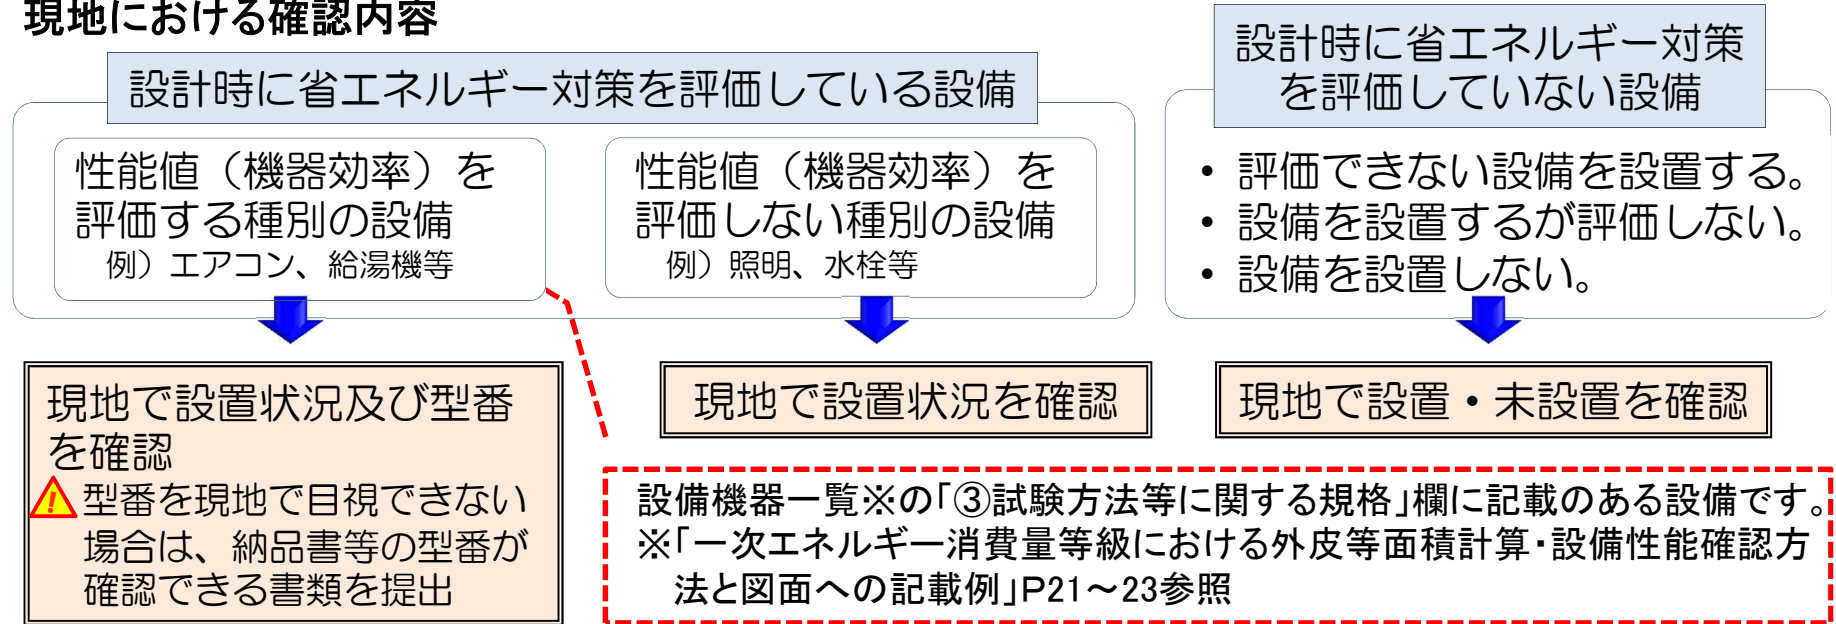 現地における確認内容
設計時に省エネルギー対策を評価している設備
性能値（機器効率）を
評価する種別の設備
例）エアコン、給湯機等
性能値（機器効率）を
評価しない種別の設備
例）照明、水栓等
設計時に省エネルギー対策
を評価していない設備
・評価できない設備を設置する。
・設備を設置するが評価しない。
・設備を設置しない。
現地で設置状況及び型番
を確認
型番を現地で目視できない
場合は、納品書等の型番が
確認できる書類を提出
現地で設置状況を確認
現地で設置・未設置を確認
設備機器一覧※の「③試験方法等に関する規格」欄に記載のある設備です。
※「一次エネルギー消費量等級における外皮等面積計算・設備性能確認方
法と図面への記載例」P21～23参照